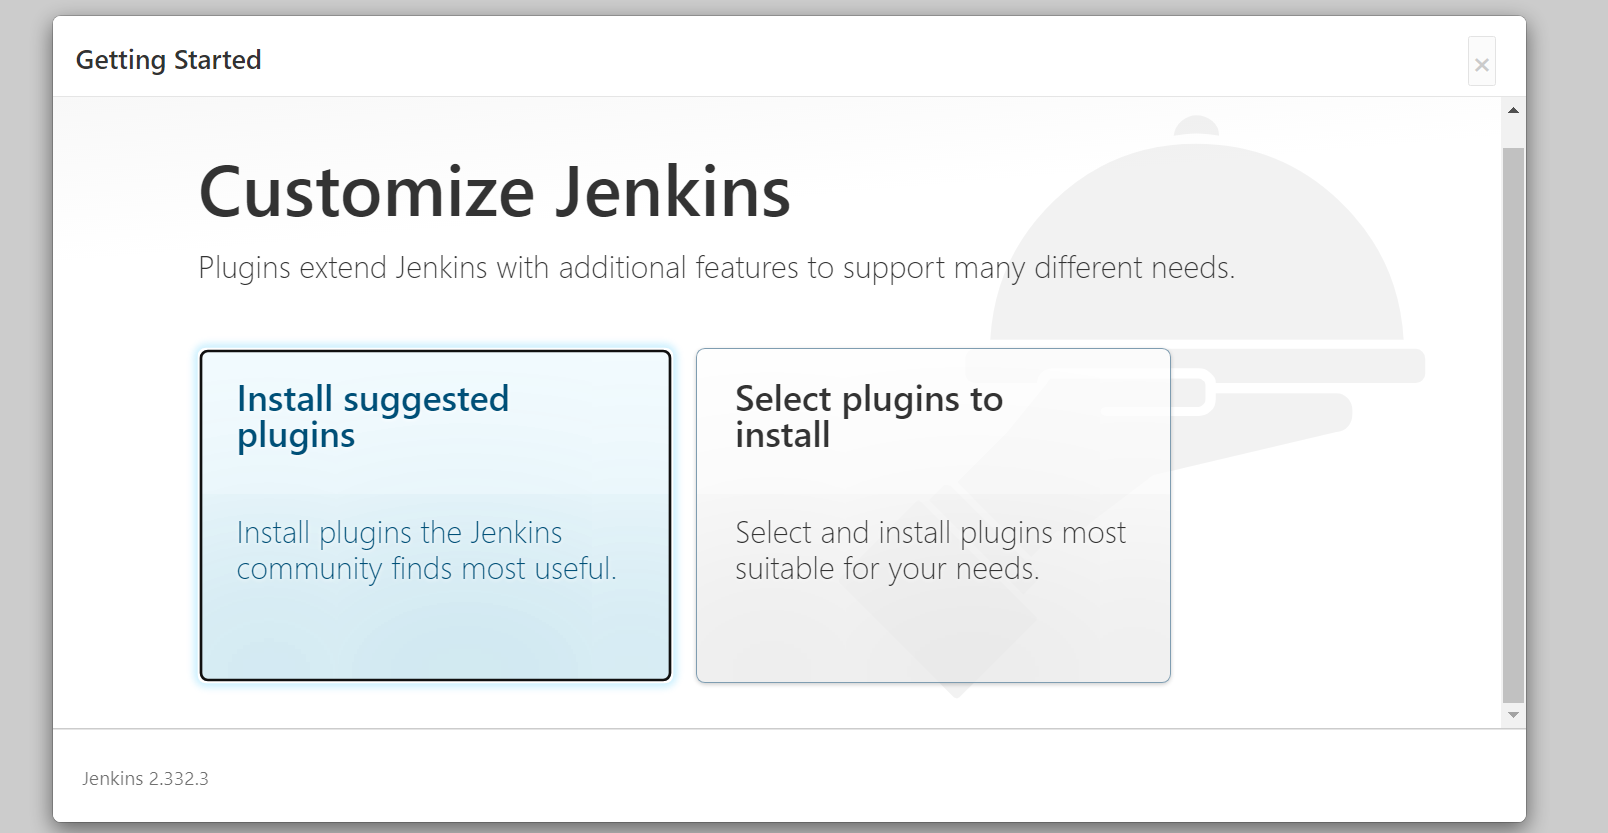 Getting Started
×
Customize Jenkins
Plugins extend Jenkins with additional features to support many different needs.
Install suggested
plugins
Install plugins the Jenkins
community finds most useful.
Select plugins to
install
Select and install plugins most
suitable for your needs.
Jenkins 2.332.3